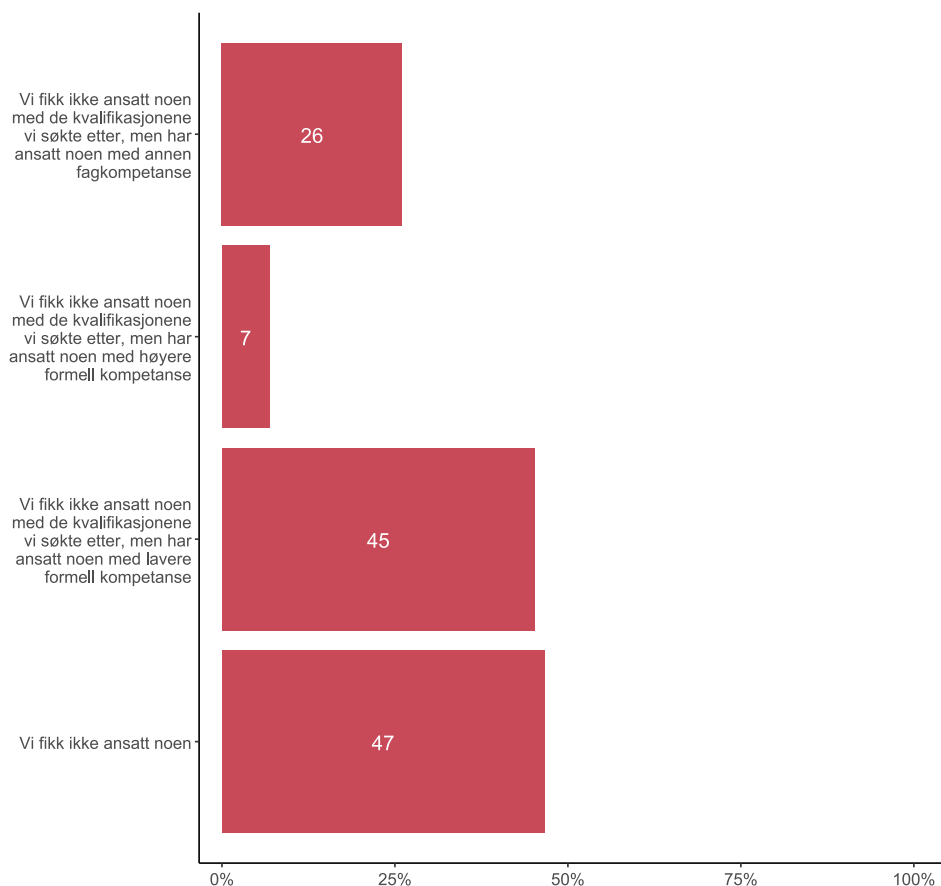 Vi fikk ikke ansatt noen
med de kvalifikasjonene
vi søkte etter, men har
ansatt noen med annen
fagkompetanse
26
Vi fikk ikke ansatt noen
med de kvalifikasjonene
vi søkte etter, men har
ansatt noen med høyere
formell kompetanse
7
Vi fikk ikke ansatt noen
med de kvalifikasjonene
vi søkte etter, men har
ansatt noen med lavere
formell kompetanse
45
Vi fikk ikke ansatt noen
47
0% 25% 50% 75% 100%